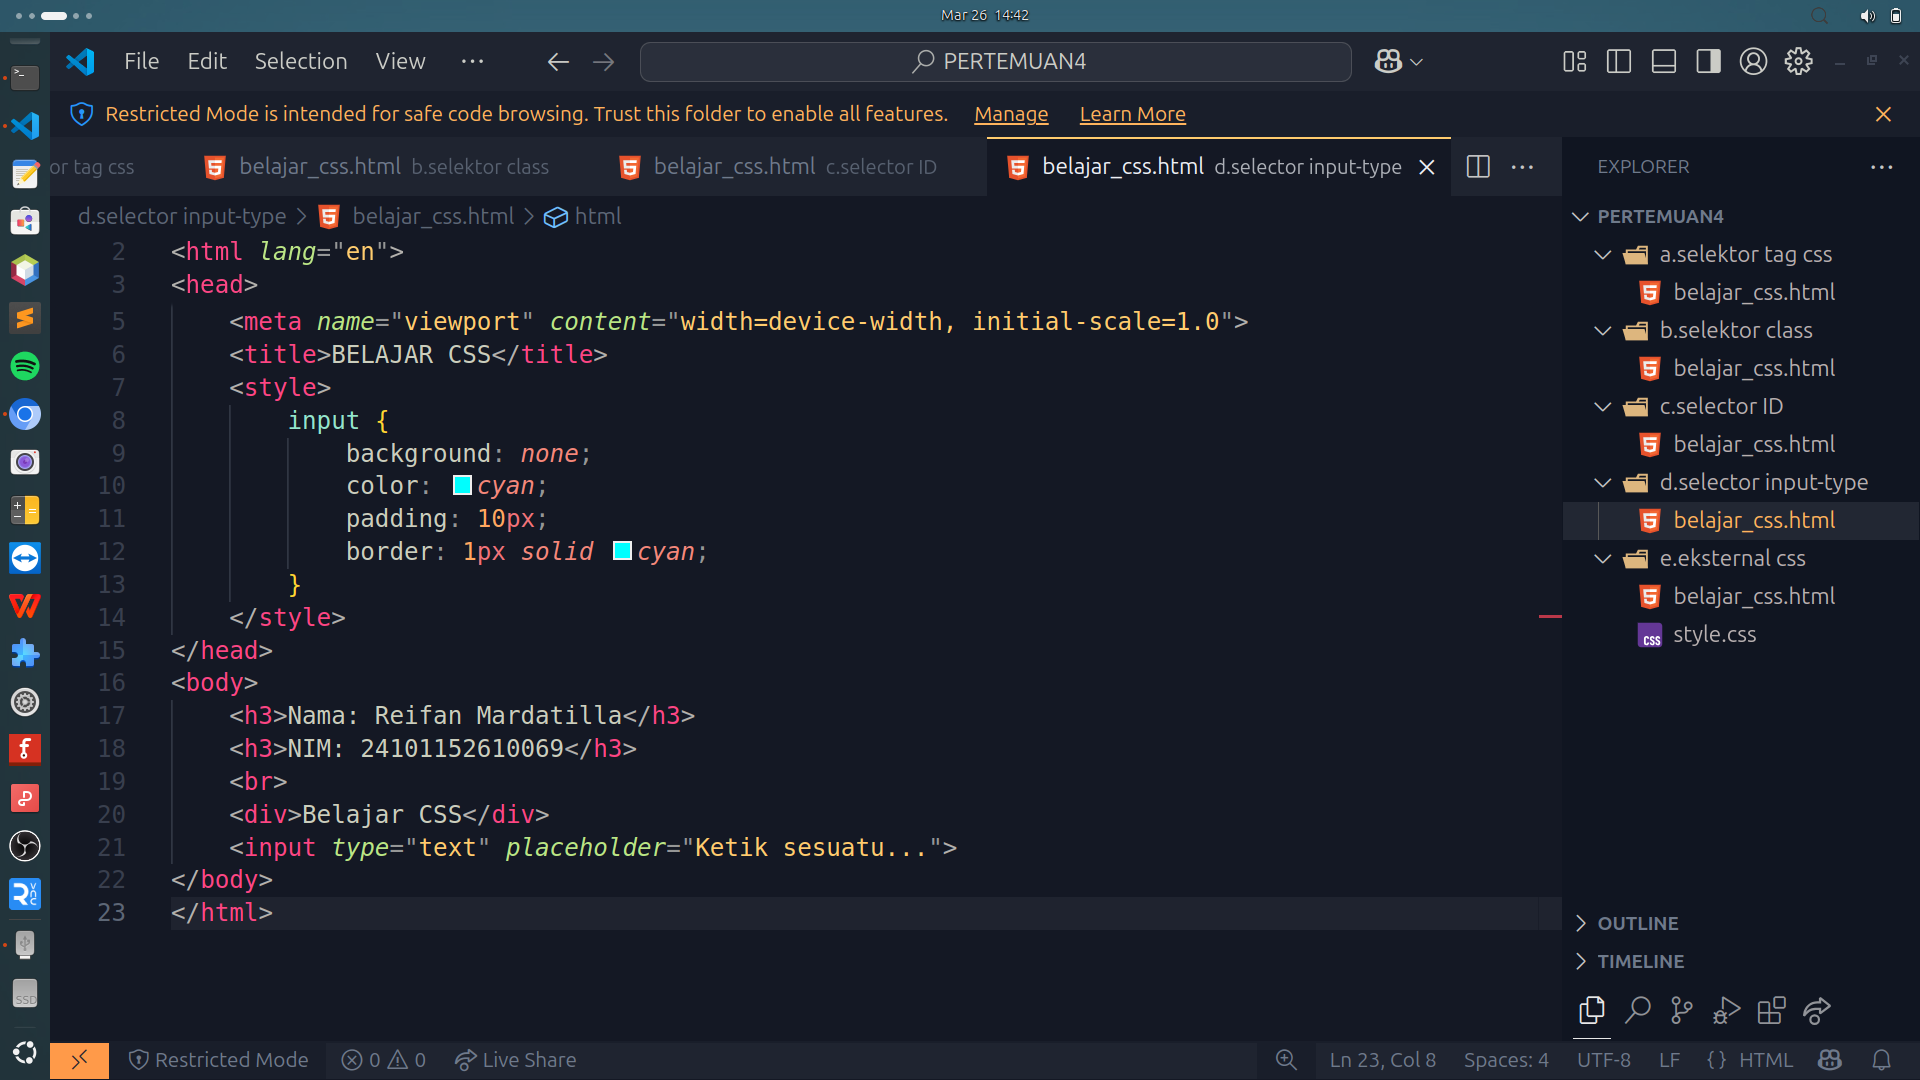 Mar 26 14:42
File Edit Selection View ··· PERTEMUAN4
Restricted Mode is intended for safe code browsing. Trust this folder to enable all features. Manage Learn More
or tag css belajar_css.html b.selektor class belajar_css.html c.selector ID belajar_css.html d.selector input-type
d.selector input-type > belajar_css.html > html
2 <html lang="en">
3 <head>
5 <meta name="viewport" content="width=device-width, initial-scale=1.0">
6 <title>BELAJAR CSS</title>
7 <style>
8 input {
9 background: none;
10 color: cyan;
11 padding: 10px;
12 border: 1px solid cyan;
13 }
14 </style>
15 </head>
16 <body>
17 <h3>Nama: Reifan Mardatilla</h3>
18 <h3>NIM: 24101152610069</h3>
19 <br>
20 <div>Belajar CSS</div>
21 <input type="text" placeholder="Ketik sesuatu...">
22 </body>
23 </html>
EXPLORER
PERTEMUAN4
a.selektor tag css
belajar_css.html
b.selektor class
belajar_css.html
c.selector ID
belajar_css.html
d.selector input-type
belajar_css.html
e.eksternal css
belajar_css.html
style.css
OUTLINE
TIMELINE
Restricted Mode 0 0 Live Share Ln 23, Col 8 Spaces: 4 UTF-8 LF {} HTML
SSD